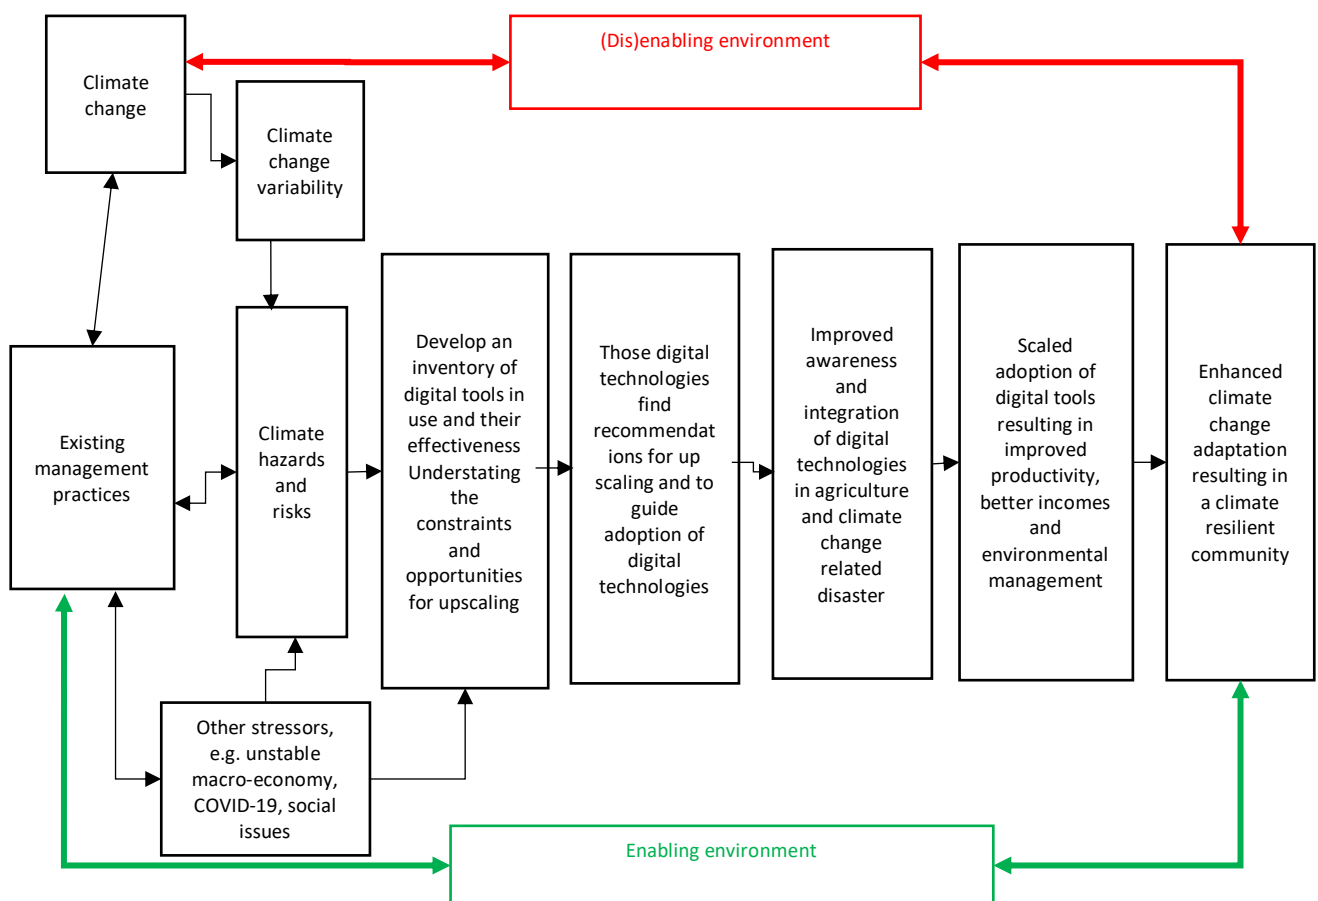 (Dis)enabling environment
Climate
change
Climate
change
variability
Existing
management
practices
Climate
hazards
and
risks
Develop an
inventory of
digital tools in
use and their
effectiveness
Understating
the
constraints
and
opportunities
for upscaling
Those digital
technologies
find
recommendat
ions for up
scaling and to
guide
adoption of
digital
technologies
Improved
awareness
and
integration
of digital
technologies
in agriculture
and climate
change
related
disaster
Scaled
adoption of
digital tools
resulting in
improved
productivity,
better incomes
and
environmental
management
Enhanced
climate
change
adaptation
resulting in
a climate
resilient
community
Other stressors,
e.g. unstable
macro-economy,
COVID-19, social
issues
Enabling environment